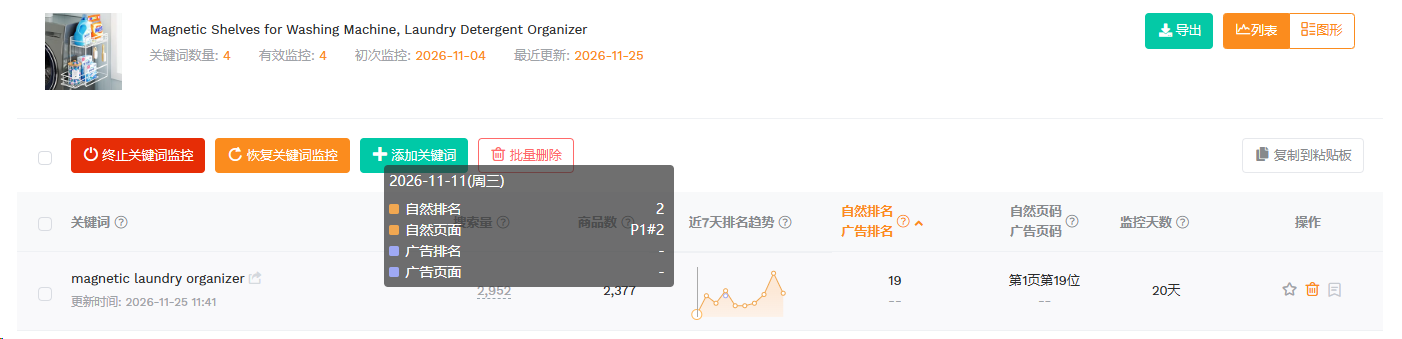 Magnetic Shelves for Washing Machine, Laundry Detergent Organizer
关键词数量: 4 有效监控: 4 初次监控: 2026-11-04 最近更新: 2026-11-25
导出 列表 图形
终止关键词监控 恢复关键词监控 添加关键词 批量删除 复制到粘贴板
2026-11-11(周三)
自然排名 2
自然页面 P1#2
广告排名 -
广告页面 -
关键词 搜索量 商品数 近7天排名趋势 自然排名 自然页码 监控天数 操作
广告排名 广告页码
magnetic laundry organizer 2,952 2,377 19 第1页第19位 20天
更新时间: 2026-11-25 11:41 -- --